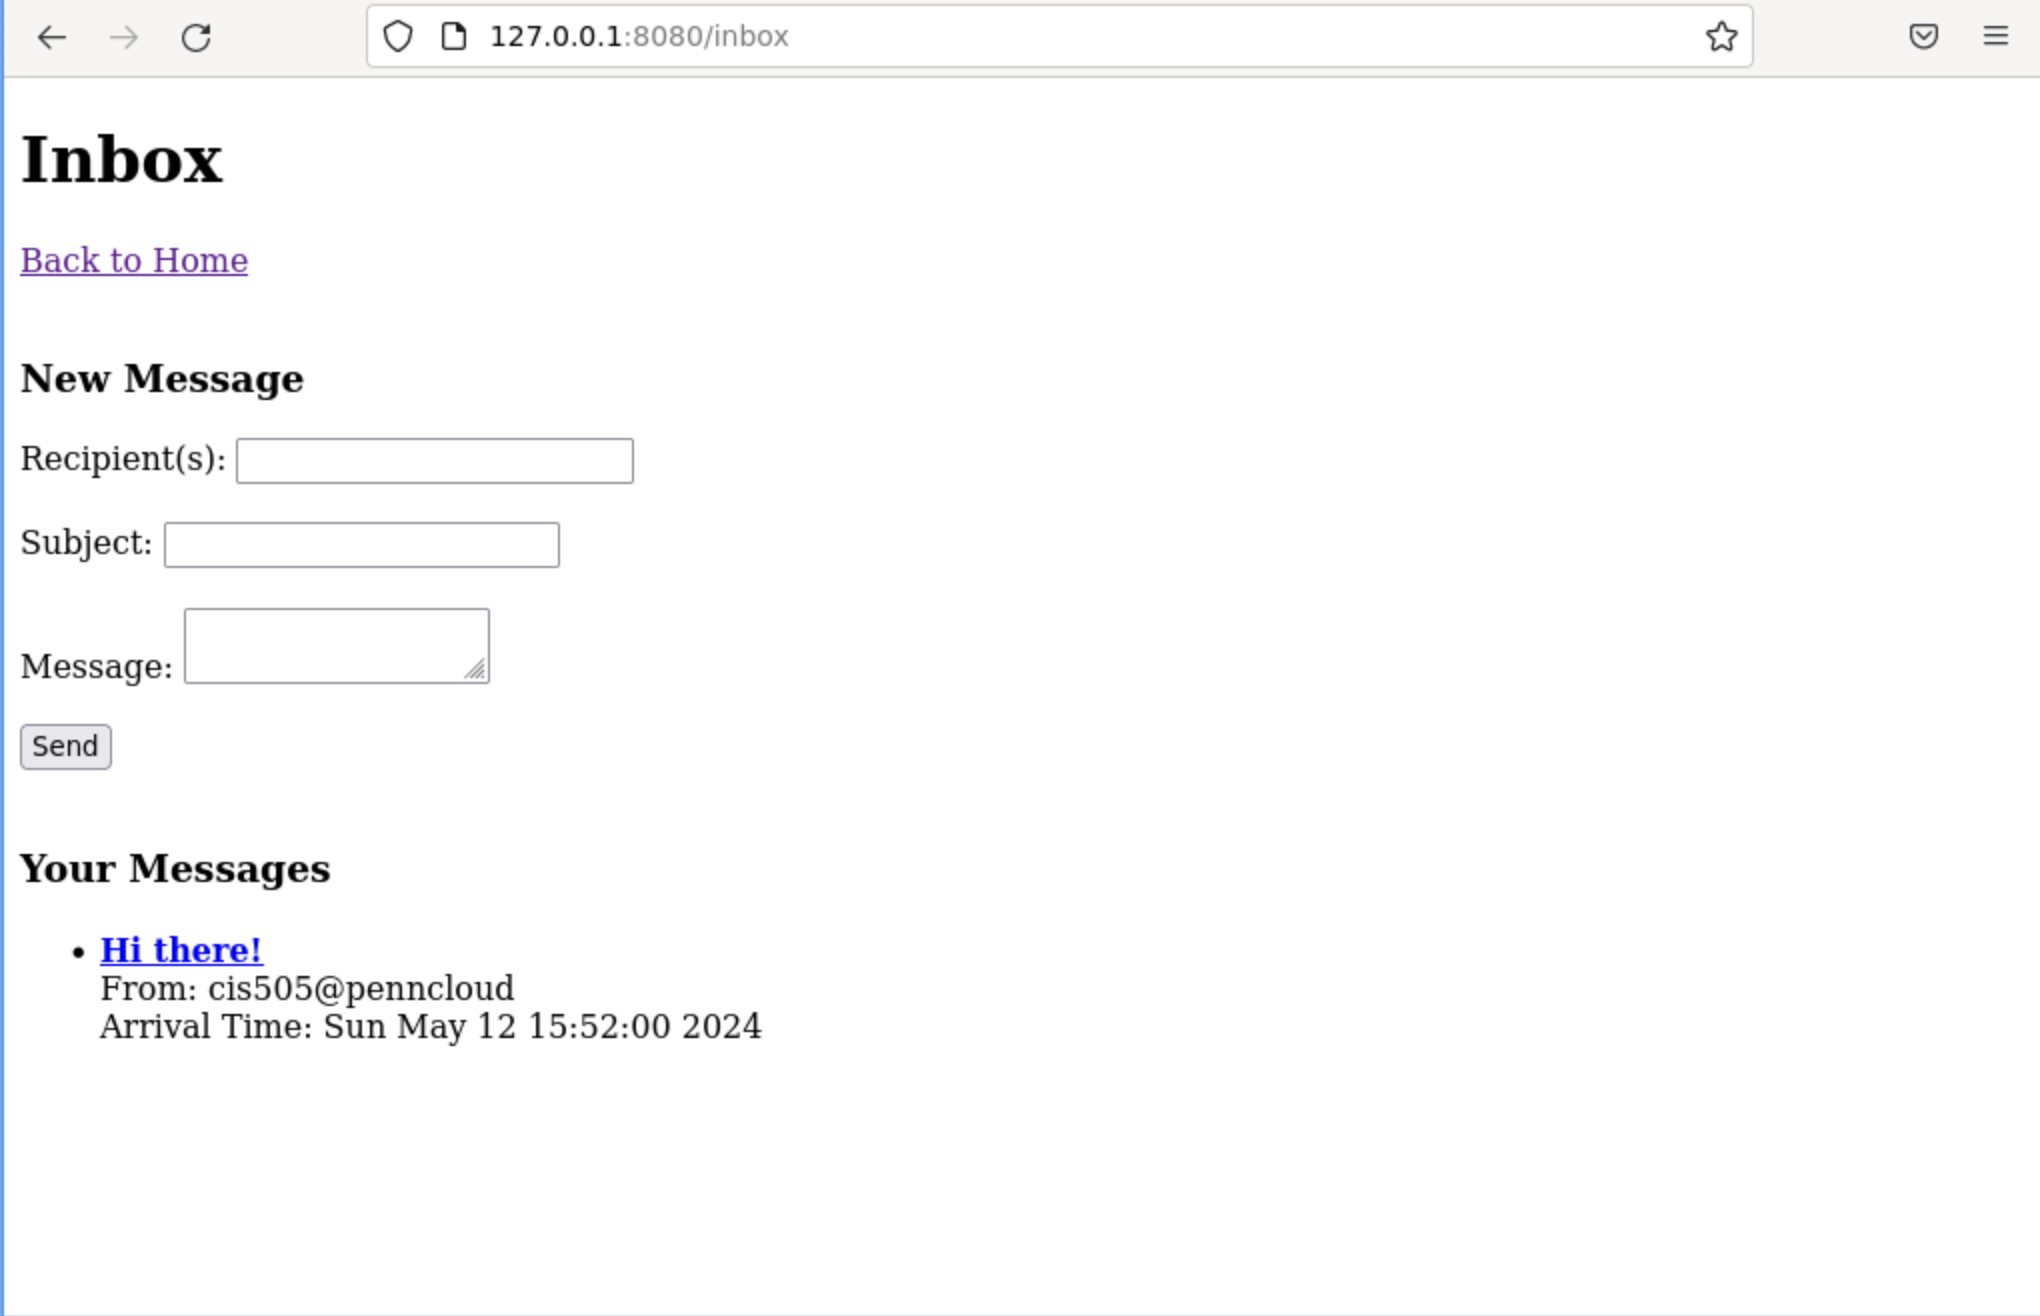 127.0.0.1:8080/inbox
Inbox
Back to Home
New Message
Recipient(s):
Subject:
Message:
Send
Your Messages
Hi there!
From: cis505@penncloud
Arrival Time: Sun May 12 15:52:00 2024